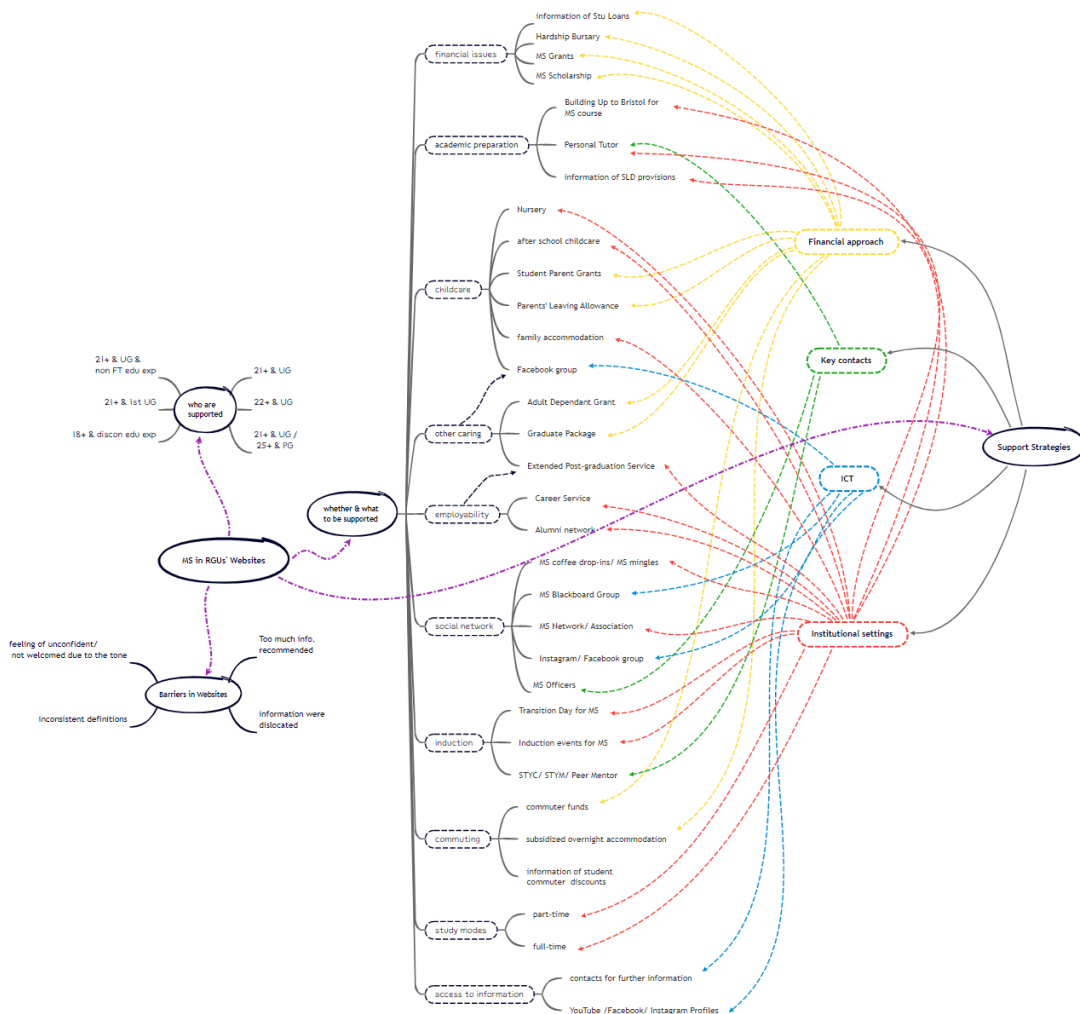 information of Stu Loans
Hardship Bursary
MS Grants
MS Scholarship
financial issues
Building Up to Bristol for
MS course
academic preparation
Personal Tutor
information of SLD provisions
Nursery
after school childcare
Student Parent Grants
childcare
Parents' Leaving Allowance
family accommodation
Facebook group
Financial approach
Key contacts
21+ & UG &
non FT edu exp
21+ & 1st UG
18+ & discon edu exp
who are
supported
21+ & UG
22+ & UG
21+ & UG /
25+ & PG
Adult Dependant Grant
other caring
Graduate Package
Extended Post-graduation Service
Support Strategies
ICT
whether & what
to be supported
Career Service
employability
Alumni network
MS in RGUs' Websites
MS coffee drop-ins/ MS mingles
MS Blackboard Group
social network
MS Network/ Association
Instagram/ Facebook group
MS Officers
Institutional settings
feeling of unconfident/
not welcomed due to the tone
Too much info.
recommended
Barriers in Websites
inconsistent definitions
information were
dislocated
Transition Day for MS
induction
Induction events for MS
STYC/ STYM/ Peer Mentor
commuter funds
commuting
subsidized overnight accommodation
information of student
commuter discounts
part-time
study modes
full-time
contacts for further information
access to information
YouTube /Facebook/ Instagram Profiles